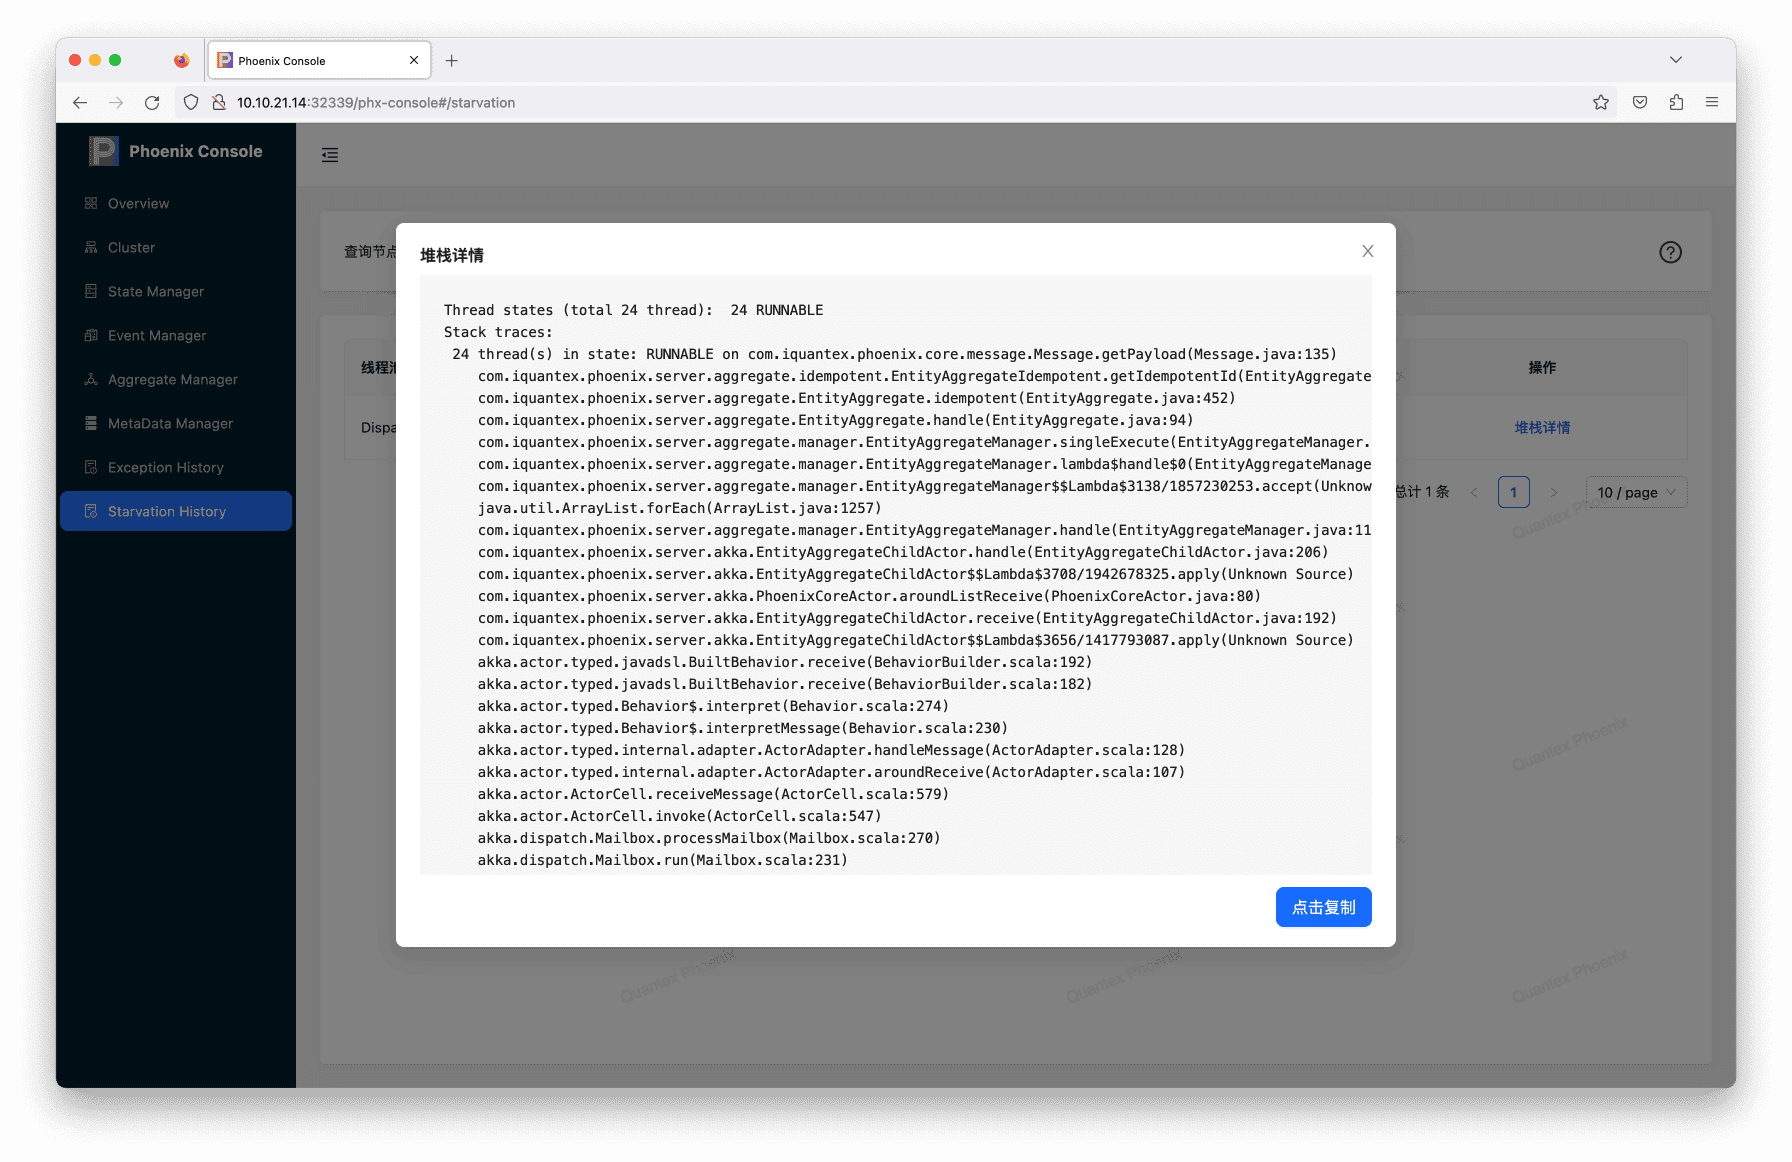 Phoenix Console
10.10.21.14:32339/phx-console#/starvation
Phoenix Console
Overview
Cluster
State Manager
Event Manager
Aggregate Manager
MetaData Manager
Exception History
Starvation History
查询节点
线程池
操作
Dispa
堆栈详情
总计 1 条
1
10 / page
堆栈详情
Thread states (total 24 thread):  24 RUNNABLE
Stack traces:
24 thread(s) in state: RUNNABLE on com.iquantex.phoenix.core.message.Message.getPayload(Message.java:135)
com.iquantex.phoenix.server.aggregate.idempotent.EntityAggregateIdempotent.getIdempotentId(EntityAggregate
com.iquantex.phoenix.server.aggregate.EntityAggregate.idempotent(EntityAggregate.java:452)
com.iquantex.phoenix.server.aggregate.EntityAggregate.handle(EntityAggregate.java:94)
com.iquantex.phoenix.server.aggregate.manager.EntityAggregateManager.singleExecute(EntityAggregateManager.
com.iquantex.phoenix.server.aggregate.manager.EntityAggregateManager.lambda$handle$0(EntityAggregateManage
com.iquantex.phoenix.server.aggregate.manager.EntityAggregateManager$$Lambda$3138/1857230253.accept(Unknow
java.util.ArrayList.forEach(ArrayList.java:1257)
com.iquantex.phoenix.server.aggregate.manager.EntityAggregateManager.handle(EntityAggregateManager.java:11
com.iquantex.phoenix.server.akka.EntityAggregateChildActor.handle(EntityAggregateChildActor.java:206)
com.iquantex.phoenix.server.akka.EntityAggregateChildActor$$Lambda$3708/1942678325.apply(Unknown Source)
com.iquantex.phoenix.server.akka.PhoenixCoreActor.aroundListReceive(PhoenixCoreActor.java:80)
com.iquantex.phoenix.server.akka.EntityAggregateChildActor.receive(EntityAggregateChildActor.java:192)
com.iquantex.phoenix.server.akka.EntityAggregateChildActor$$Lambda$3656/1417793087.apply(Unknown Source)
akka.actor.typed.javadsl.BuiltBehavior.receive(BehaviorBuilder.scala:192)
akka.actor.typed.javadsl.BuiltBehavior.receive(BehaviorBuilder.scala:182)
akka.actor.typed.Behavior$.interpret(Behavior.scala:274)
akka.actor.typed.Behavior$.interpretMessage(Behavior.scala:230)
akka.actor.typed.internal.adapter.ActorAdapter.handleMessage(ActorAdapter.scala:128)
akka.actor.typed.internal.adapter.ActorAdapter.aroundReceive(ActorAdapter.scala:107)
akka.actor.ActorCell.receiveMessage(ActorCell.scala:579)
akka.actor.ActorCell.invoke(ActorCell.scala:547)
akka.dispatch.Mailbox.processMailbox(Mailbox.scala:270)
akka.dispatch.Mailbox.run(Mailbox.scala:231)
点击复制
Quantex Phoenix
Quantex Phoenix
Quantex Phoenix
Quantex Phoenix
Quantex Phoenix